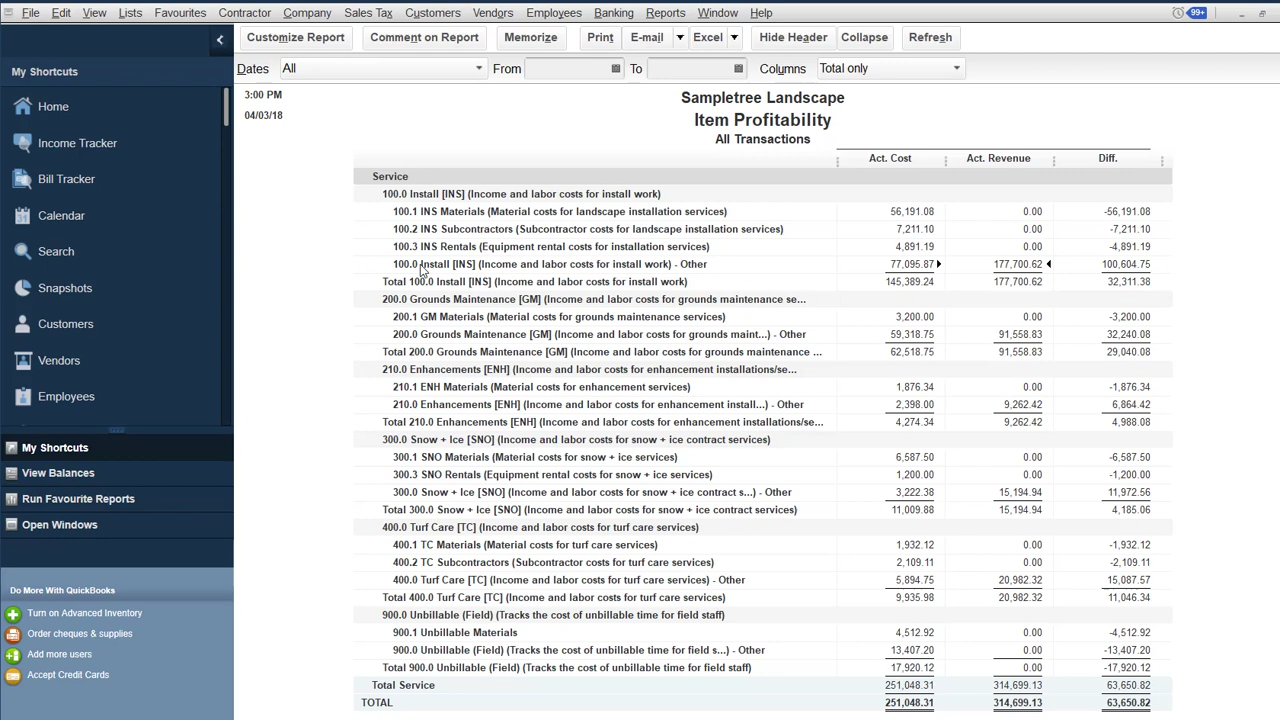 File Edit View Lists Favourites Contractor Company Sales Tax Customers Vendors Employees Banking Reports Window Help 99+
Customize Report Comment on Report Memorize Print E-mail Excel Hide Header Collapse Refresh
My Shortcuts
Dates All From To Columns Total only
Home
Income Tracker
Bill Tracker
Calendar
Search
Snapshots
Customers
Vendors
Employees
My Shortcuts
View Balances
Run Favourite Reports
Open Windows
Do More With QuickBooks
Turn on Advanced Inventory
Order cheques & supplies
Add more users
Accept Credit Cards
3:00 PM
04/03/18
Sampletree Landscape
Item Profitability
All Transactions
Act. Cost Act. Revenue Diff.
Service
100.0 Install [INS] (Income and labor costs for install work)
100.1 INS Materials (Material costs for landscape installation services) 56,191.08 0.00 -56,191.08
100.2 INS Subcontractors (Subcontractor costs for landscape installation services) 7,211.10 0.00 -7,211.10
100.3 INS Rentals (Equipment rental costs for installation services) 4,891.19 0.00 -4,891.19
100.0 Install [INS] (Income and labor costs for install work) - Other 77,095.87 177,700.62 100,604.75
Total 100.0 Install [INS] (Income and labor costs for install work) 145,389.24 177,700.62 32,311.38
200.0 Grounds Maintenance [GM] (Income and labor costs for grounds maintenance se...
200.1 GM Materials (Material costs for grounds maintenance services) 3,200.00 0.00 -3,200.00
200.0 Grounds Maintenance [GM] (Income and labor costs for grounds maint...) - Other 59,318.75 91,558.83 32,240.08
Total 200.0 Grounds Maintenance [GM] (Income and labor costs for grounds maintenance ... 62,518.75 91,558.83 29,040.08
210.0 Enhancements [ENH] (Income and labor costs for enhancement installations/se...
210.1 ENH Materials (Material costs for enhancement services) 1,876.34 0.00 -1,876.34
210.0 Enhancements [ENH] (Income and labor costs for enhancement install...) - Other 2,398.00 9,262.42 6,864.42
Total 210.0 Enhancements [ENH] (Income and labor costs for enhancement installations/se... 4,274.34 9,262.42 4,988.08
300.0 Snow + Ice [SNO] (Income and labor costs for snow + ice contract services)
300.1 SNO Materials (Material costs for snow + ice services) 6,587.50 0.00 -6,587.50
300.3 SNO Rentals (Equipment rental costs for snow + ice services) 1,200.00 0.00 -1,200.00
300.0 Snow + Ice [SNO] (Income and labor costs for snow + ice contract s...) - Other 3,222.38 15,194.94 11,972.56
Total 300.0 Snow + Ice [SNO] (Income and labor costs for snow + ice contract services) 11,009.88 15,194.94 4,185.06
400.0 Turf Care [TC] (Income and labor costs for turf care services)
400.1 TC Materials (Material costs for turf care services) 1,932.12 0.00 -1,932.12
400.2 TC Subcontractors (Subcontractor costs for turf care services) 2,109.11 0.00 -2,109.11
400.0 Turf Care [TC] (Income and labor costs for turf care services) - Other 5,894.75 20,982.32 15,087.57
Total 400.0 Turf Care [TC] (Income and labor costs for turf care services) 9,935.98 20,982.32 11,046.34
900.0 Unbillable (Field) (Tracks the cost of unbillable time for field staff)
900.1 Unbillable Materials 4,512.92 0.00 -4,512.92
900.0 Unbillable (Field) (Tracks the cost of unbillable time for field s...) - Other 13,407.20 0.00 -13,407.20
Total 900.0 Unbillable (Field) (Tracks the cost of unbillable time for field staff) 17,920.12 0.00 -17,920.12
Total Service 251,048.31 314,699.13 63,650.82
TOTAL 251,048.31 314,699.13 63,650.82